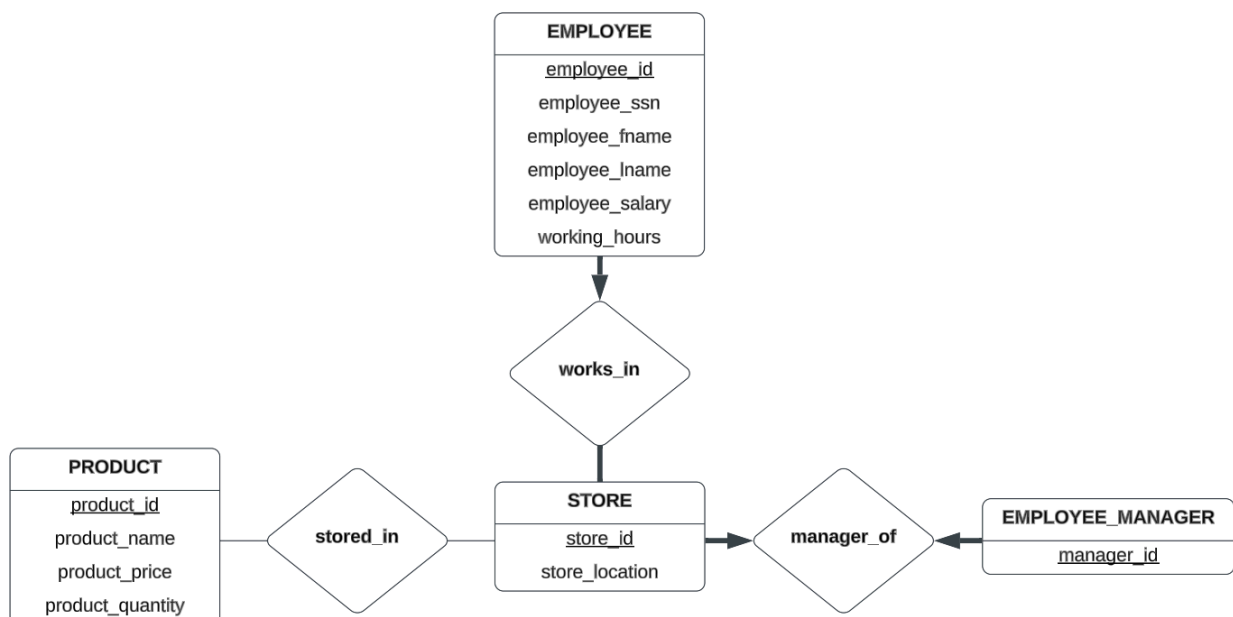 EMPLOYEE
employee_id
employee_ssn
employee_fname
employee_lname
employee_salary
working_hours
works_in
PRODUCT
product_id
product_name
product_price
product_quantity
stored_in
STORE
store_id
store_location
manager_of
EMPLOYEE_MANAGER
manager_id